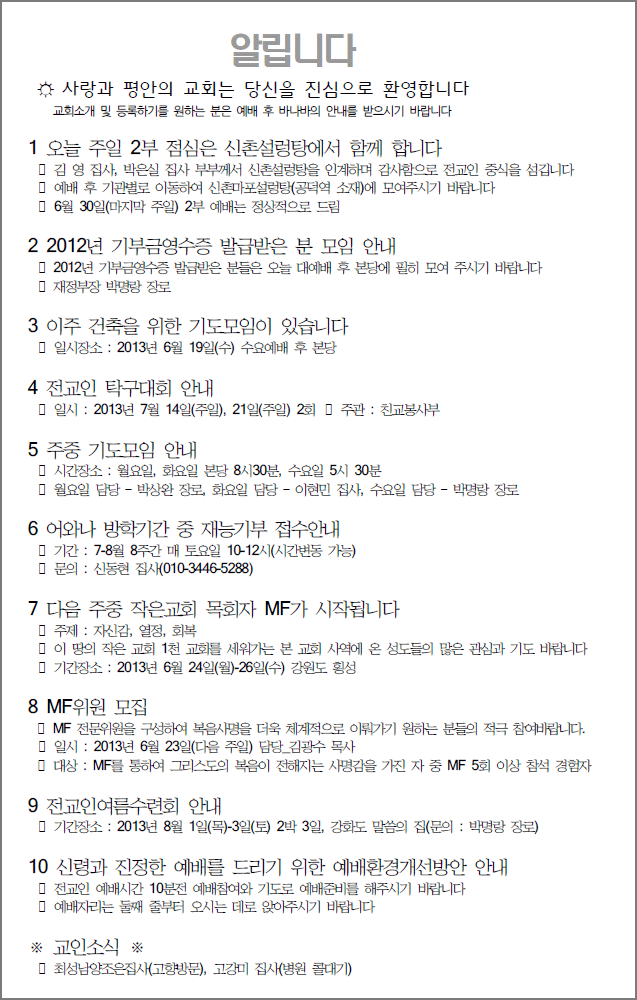 알립니다
☼ 사랑과 평안의 교회는 당신을 진심으로 환영합니다
교회소개 및 등록하기를 원하는 분은 예배 후 바나바의 안내를 받으시기 바랍니다
1 오늘 주일 2부 점심은 신촌설렁탕에서 함께 합니다
▯ 김 영 집사, 박은실 집사 부부께서 신촌설렁탕을 인계하며 감사함으로 전교인 중식을 섬깁니다
▯ 예배 후 기관별로 이동하여 신촌마포설렁탕(공덕역 소재)에 모여주시기 바랍니다
▯ 6월 30일(마지막 주일) 2부 예배는 정상적으로 드림
2 2012년 기부금영수증 발급받은 분 모임 안내
▯ 2012년 기부금영수증 발급받은 분들은 오늘 대예배 후 본당에 필히 모여 주시기 바랍니다
▯ 재정부장 박명랑 장로
3 이주 건축을 위한 기도모임이 있습니다
▯ 일시장소 : 2013년 6월 19일(수) 수요예배 후 본당
4 전교인 탁구대회 안내
▯ 일시 : 2013년 7월 14일(주일), 21일(주일) 2회 ▯ 주관 : 친교봉사부
5 주중 기도모임 안내
▯ 시간장소 : 월요일, 화요일 본당 8시30분, 수요일 5시 30분
▯ 월요일 담당 - 박상완 장로, 화요일 담당 - 이현민 집사, 수요일 담당 - 박명랑 장로
6 어와나 방학기간 중 재능기부 접수안내
▯ 기간 : 7-8월 8주간 매 토요일 10-12시(시간변동 가능)
▯ 문의 : 신동현 집사(010-3446-5288)
7 다음 주중 작은교회 목회자 MF가 시작됩니다
▯ 주제 : 자신감, 열정, 회복
▯ 이 땅의 작은 교회 1천 교회를 세워가는 본 교회 사역에 온 성도들의 많은 관심과 기도 바랍니다
▯ 기간장소 : 2013년 6월 24일(월)-26일(수) 강원도 횡성
8 MF위원 모집
▯ MF 전문위원을 구성하여 복음사명을 더욱 체계적으로 이뤄가기 원하는 분들의 적극 참여바랍니다.
▯ 일시 : 2013년 6월 23일(다음 주일) 담당_김광수 목사
▯ 대상 : MF를 통하여 그리스도의 복음이 전해지는 사명감을 가진 자 중 MF 5회 이상 참석 경험자
9 전교인여름수련회 안내
▯ 기간장소 : 2013년 8월 1일(목)-3일(토) 2박 3일, 강화도 말씀의 집(문의 : 박명랑 장로)
10 신령과 진정한 예배를 드리기 위한 예배환경개선방안 안내
▯ 전교인 예배시간 10분전 예배참여와 기도로 예배준비를 해주시기 바랍니다
▯ 예배자리는 둘째 줄부터 오시는 데로 앉아주시기 바랍니다
※ 교인소식 ※
▯ 최성남양조은집사(고향방문), 고강미 집사(병원 콜대기)